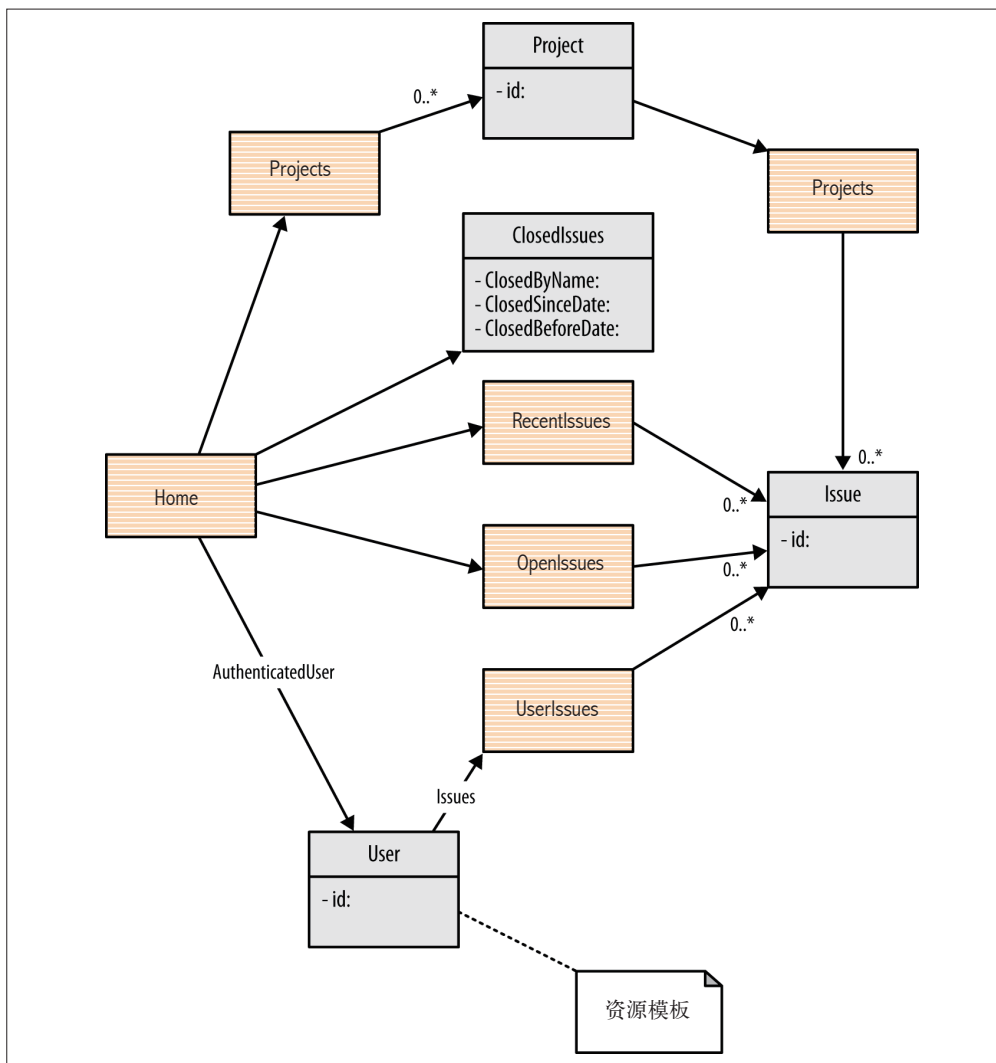 Project
- id:
0..*
Projects
Projects
ClosedIssues
- ClosedByName:
- ClosedSinceDate:
- ClosedBeforeDate:
RecentIssues
0..*
Home
0..*
Issue
- id:
OpenIssues
0..*
0..*
AuthenticatedUser
UserIssues
Issues
User
- id:
资源模板